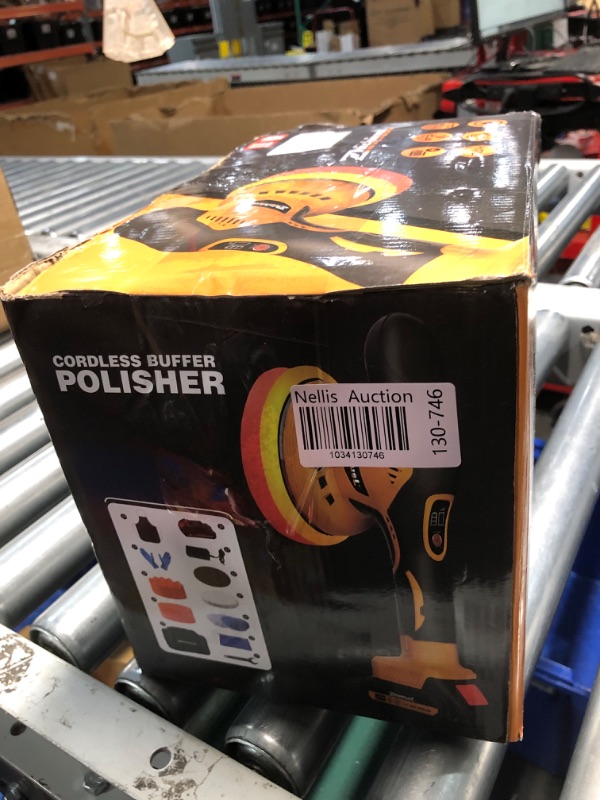 CORDLESS BUFFER
POLISHER
Nellis Auction
1034130746
130-746